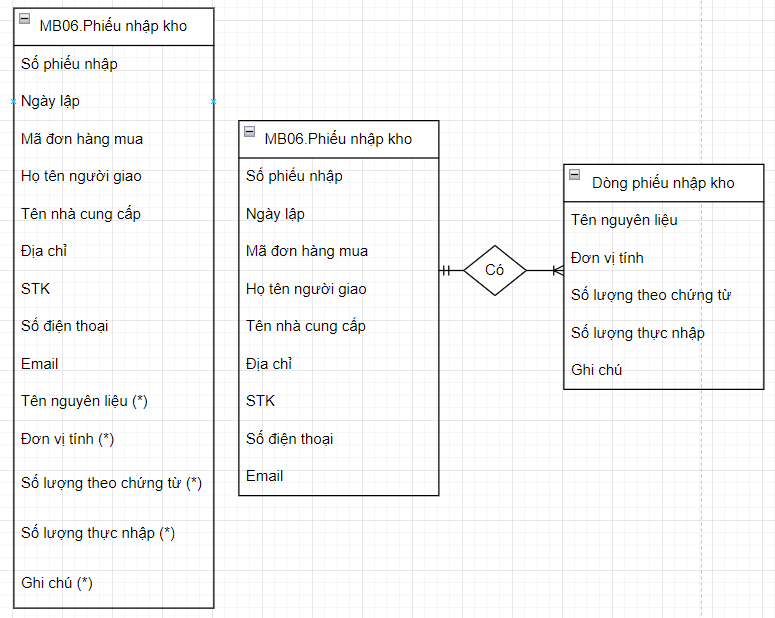 MB06.Phiếu nhập kho
Số phiếu nhập
Ngày lập
Mã đơn hàng mua
Họ tên người giao
Tên nhà cung cấp
Địa chỉ
STK
Số điện thoại
Email
Tên nguyên liệu (*)
Đơn vị tính (*)
Số lượng theo chứng từ (*)
Số lượng thực nhập (*)
Ghi chú (*)
MB06.Phiếu nhập kho
Số phiếu nhập
Ngày lập
Mã đơn hàng mua
Họ tên người giao
Tên nhà cung cấp
Địa chỉ
STK
Số điện thoại
Email
Có
Dòng phiếu nhập kho
Tên nguyên liệu
Đơn vị tính
Số lượng theo chứng từ
Số lượng thực nhập
Ghi chú